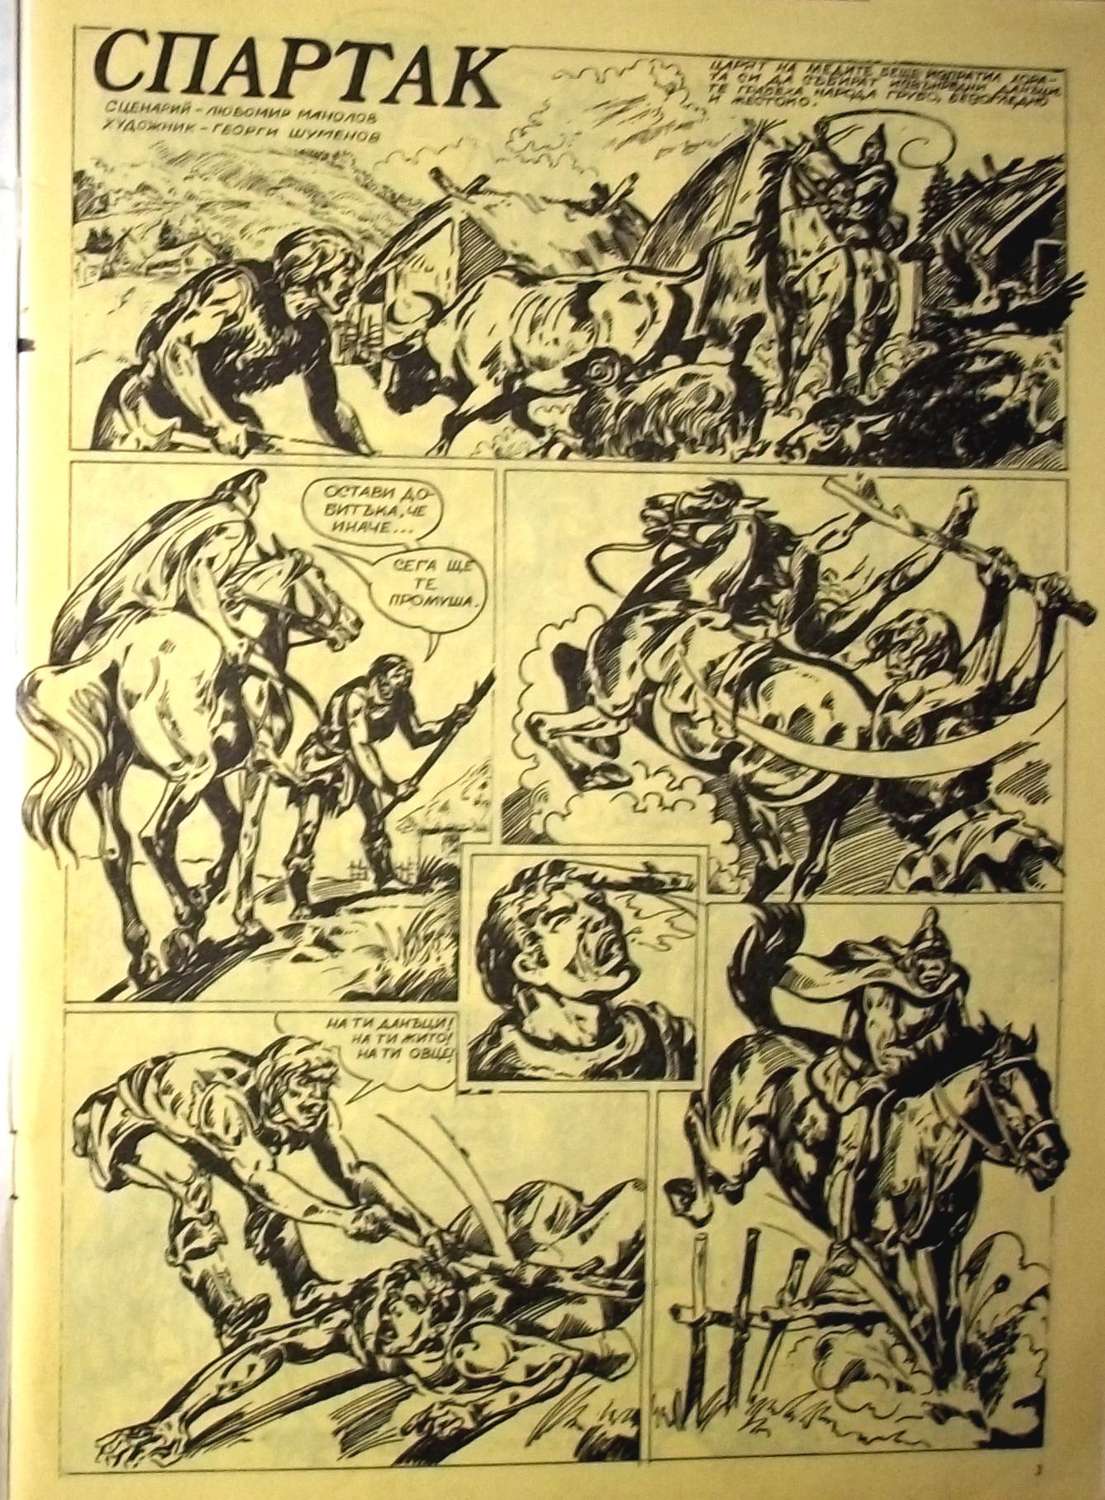 СПАРТАК
СЦЕНАРИЙ - ЛЮБОМИР МАНОЛОВ
ХУДОЖНИК - ГЕОРГИ ШУМЕНОВ
ЦАРЯТ НА МЕДИТЕ БЕШЕ ИЗПРАТИЛ ХОРА-
ТА СИ ДА СЪБИРАТ ИЗВЪНРЕДНИ ДАНЪЦИ.
ТЕ ГРАБЕХА НАРОДА ГРУБО, БЕЗОГЛЕДНО
И ЖЕСТОКО.
ОСТАВИ ДО-
БИТЪКА, ЧЕ
ИНАЧЕ...
СЕГА ЩЕ
ТЕ
ПРОМУША.
НА ТИ ДАНЪЦИ!
НА ТИ ЖИТО!
НА ТИ ОВЦЕ!
3